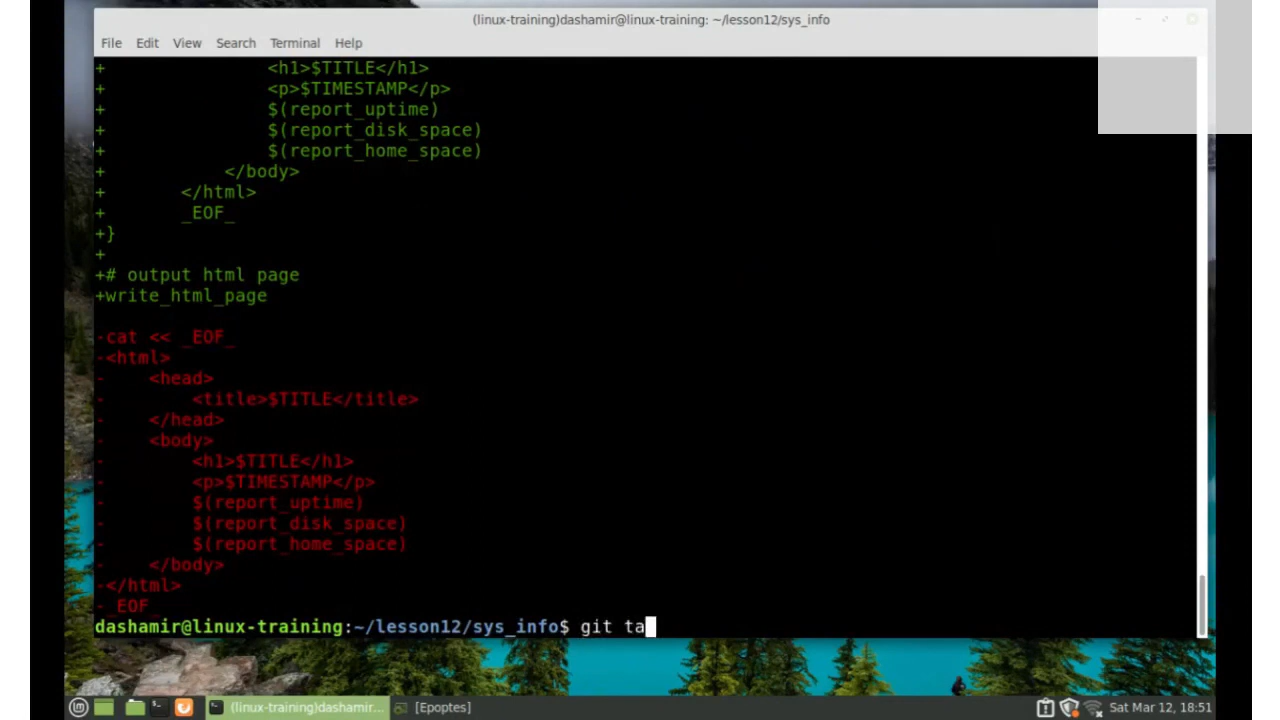 (linux-training)dashamir@linux-training: ~/lesson12/sys_info
File Edit View Search Terminal Help
+ <h1>$TITLE</h1>
+ <p>$TIMESTAMP</p>
+ $(report_uptime)
+ $(report_disk_space)
+ $(report_home_space)
+ </body>
+ </html>
+ _EOF_
+}
+
+# output html page
+write_html_page
-cat << _EOF_
-<html>
- <head>
- <title>$TITLE</title>
- </head>
- <body>
- <h1>$TITLE</h1>
- <p>$TIMESTAMP</p>
- $(report_uptime)
- $(report_disk_space)
- $(report_home_space)
- </body>
-</html>
-_EOF_
dashamir@linux-training:~/lesson12/sys_info$ git ta
(linux-training)dashamir... [Epoptes] Sat Mar 12, 18:51